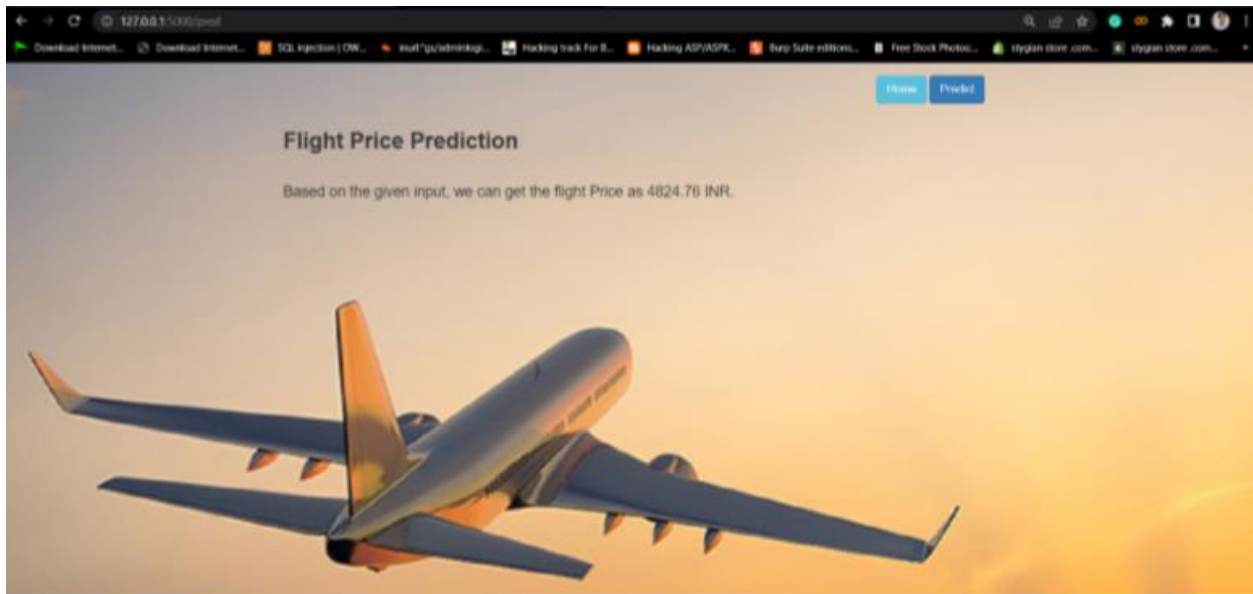 127.0.0.1:5000/pred
Download Internet... Download Internet... SQL Injection | OW... Hacking track For B... Hacking ASP/ASPX... Burp Suite editions... Free Stock Photos... stygian store .com... stygian store .com...
Home Predict
Flight Price Prediction
Based on the given input, we can get the flight Price as 4824.76 INR.